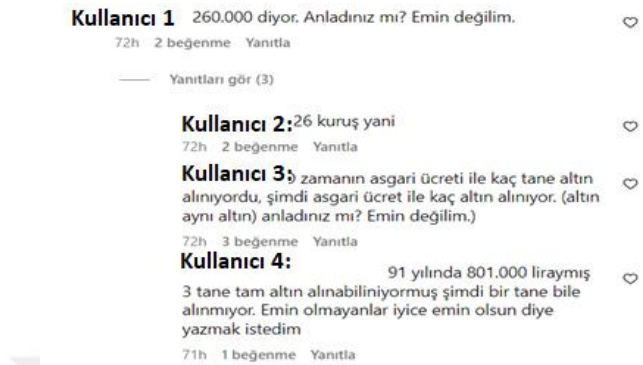 Kullanıcı 1 260.000 diyor. Anladınız mı? Emin değilim.
72h 2 beğenme Yanıtla
Yanıtları gör (3)
Kullanıcı 2: 26 kuruş yani
72h 2 beğenme Yanıtla
Kullanıcı 3: zamanın asgari ücreti ile kaç tane altın
alınıyordu, şimdi asgari ücret ile kaç altın alınıyor. (altın
aynı altın) anladınız mı? Emin değilim.)
72h 3 beğenme Yanıtla
Kullanıcı 4:
91 yılında 801.000 liraymış
3 tane tam altın alınabiliniyormuş şimdi bir tane bile
alınmıyor. Emin olmayanlar iyice emin olsun diye
yazmak istedim
71h 1 beğenme Yanıtla